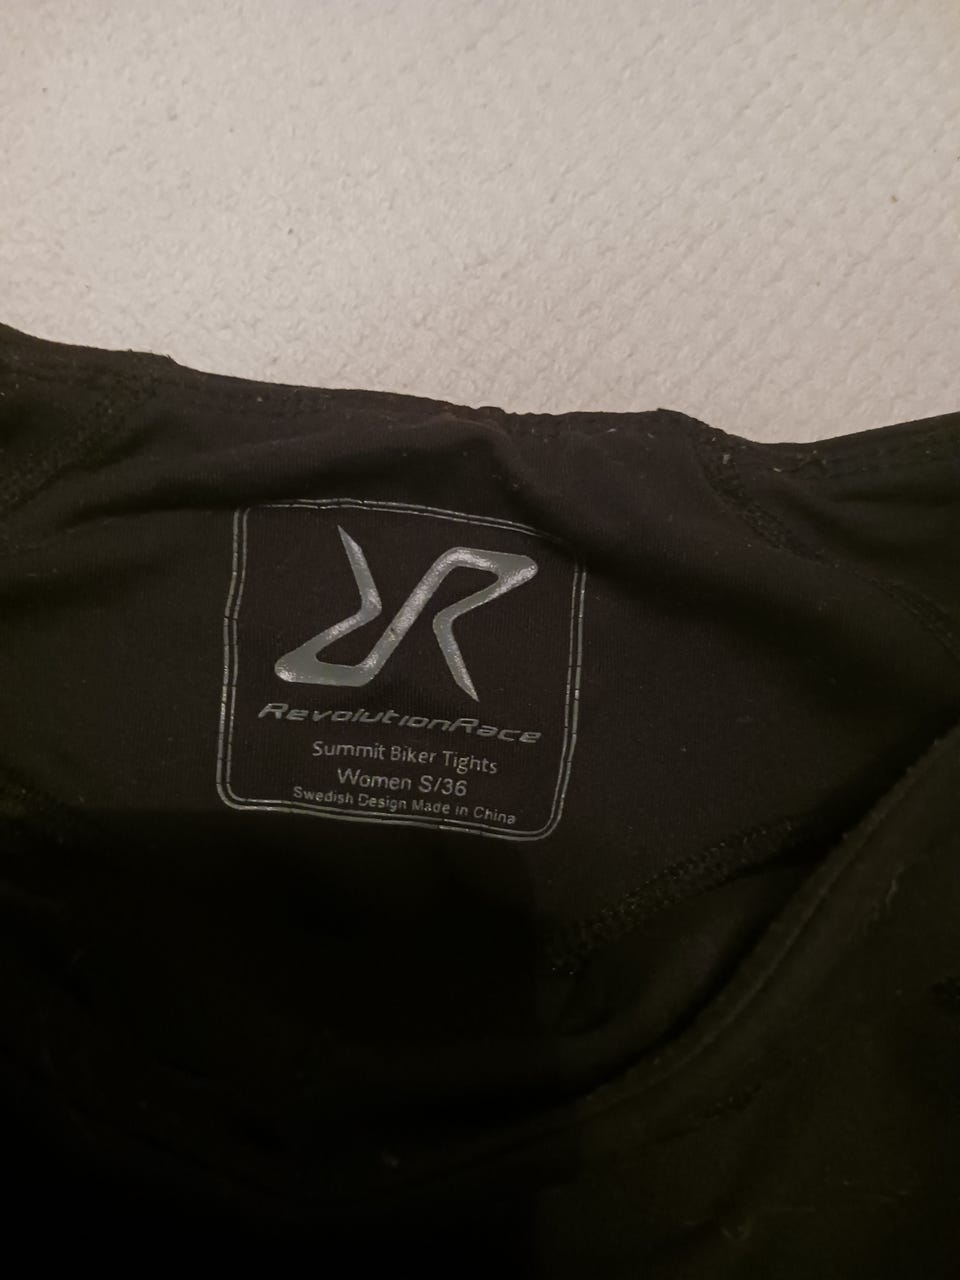 RevolutionRace
Summit Biker Tights
Women S/36
Swedish Design Made in China